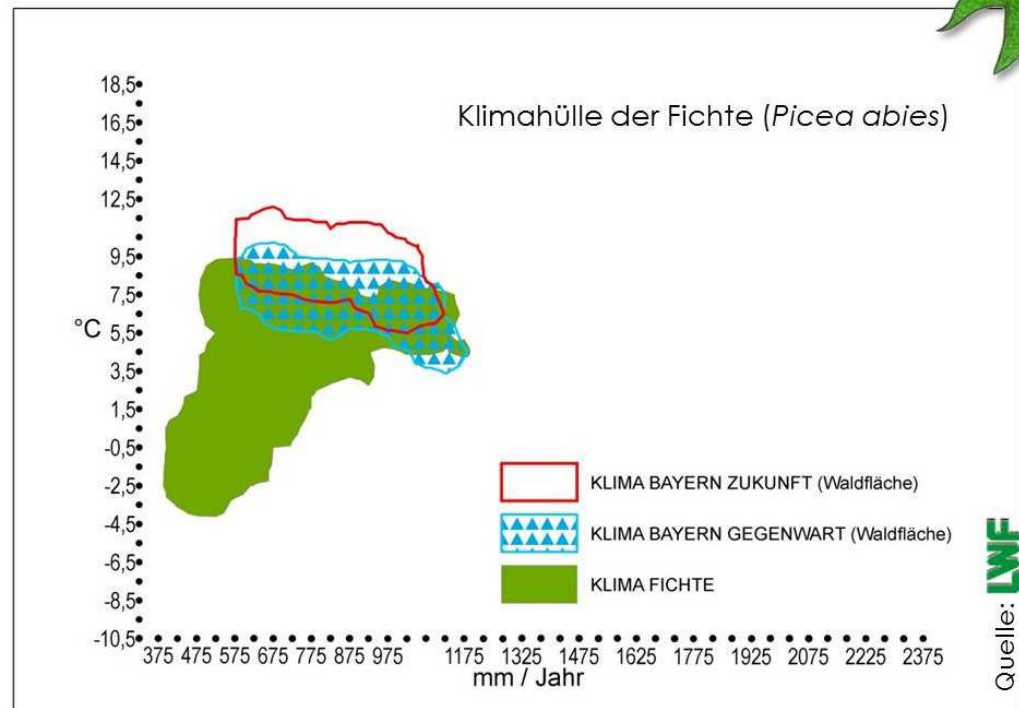 Klimahülle der Fichte (Picea abies)
18,5
16,5
14,5
12,5
9,5
7,5
°C
5,5
3,5
1,5
-0,5
-2,5
-4,5
-6,5
-8,5
-10,5
KLIMA BAYERN ZUKUNFT (Waldfläche)
KLIMA BAYERN GEGENWART (Waldfläche)
KLIMA FICHTE
375 475 575 675 775 875 975 1175 1325 1475 1625 1775 1925 2075 2225 2375
mm / Jahr
Quelle: LWF